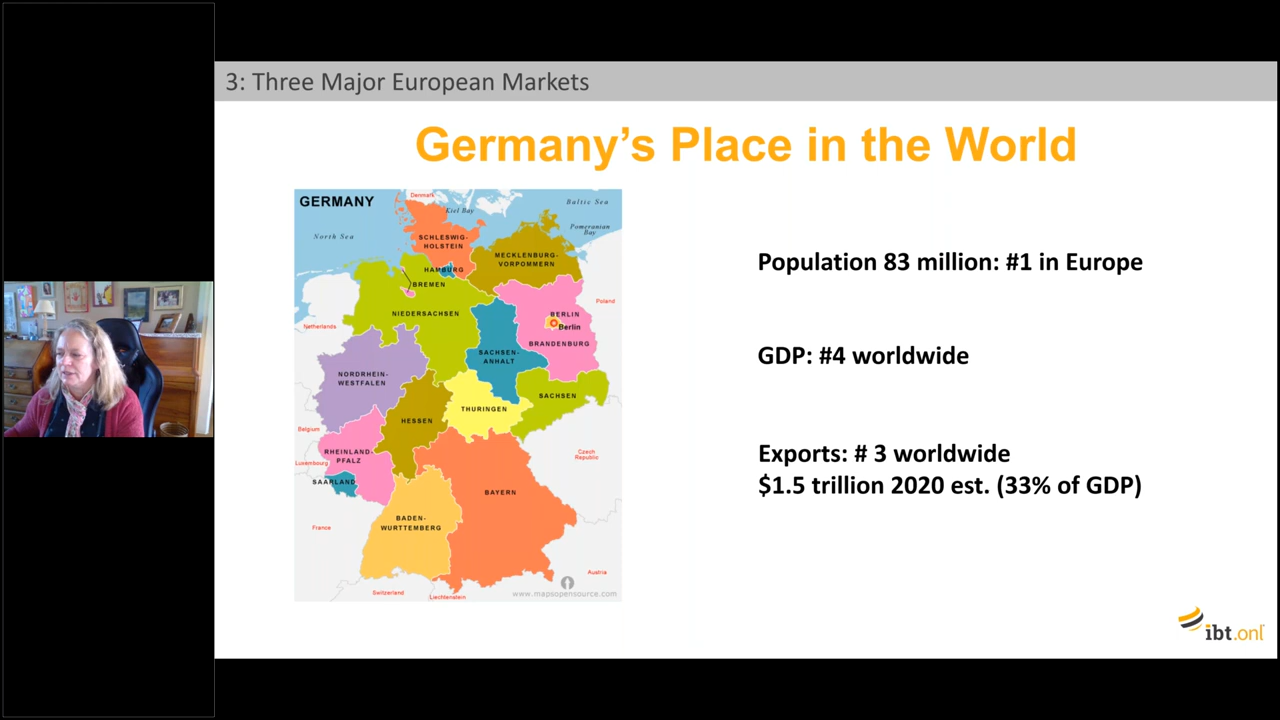 3: Three Major European Markets
Germany's Place in the World
GERMANY
Denmark
Baltic Sea
Kiel Bay
Pomeranian
Bay
North Sea
SCHLESWIG-
HOLSTEIN
MECKLENBURG-
VORPOMMERN
HAMBURG
BREMEN
Poland
NIEDERSACHSEN
BERLIN
Berlin
Netherlands
BRANDENBURG
SACHSEN-
ANHALT
NORDRHEIN-
WESTFALEN
SACHSEN
THURINGEN
HESSEN
Belgium
RHEINLAND-
PFALZ
Czech
Republic
Luxembourg
SAARLAND
BAYERN
BADEN-
WURTTEMBERG
France
Austria
Switzerland
Liechtenstein
www.mapsopensource.com
Population 83 million: #1 in Europe
GDP: #4 worldwide
Exports: # 3 worldwide
$1.5 trillion 2020 est. (33% of GDP)
ibt.onl